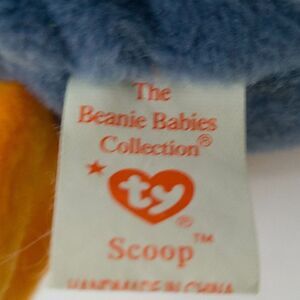 The
Beanie Babies
Collection®
ty ®
Scoop™
HANDMADE IN CHINA